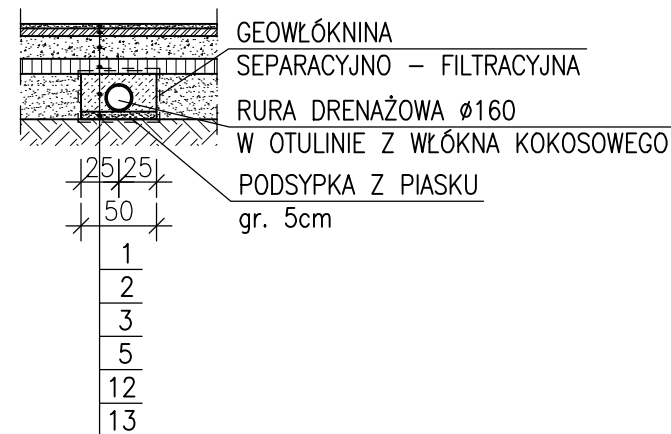 GEOWŁÓKNINA
SEPARACYJNO – FILTRACYJNA
RURA DRENAŻOWA ø160
W OTULINIE Z WŁÓKNA KOKOSOWEGO
PODSYPKA Z PIASKU
gr. 5cm
25 25
50
1
2
3
5
12
13